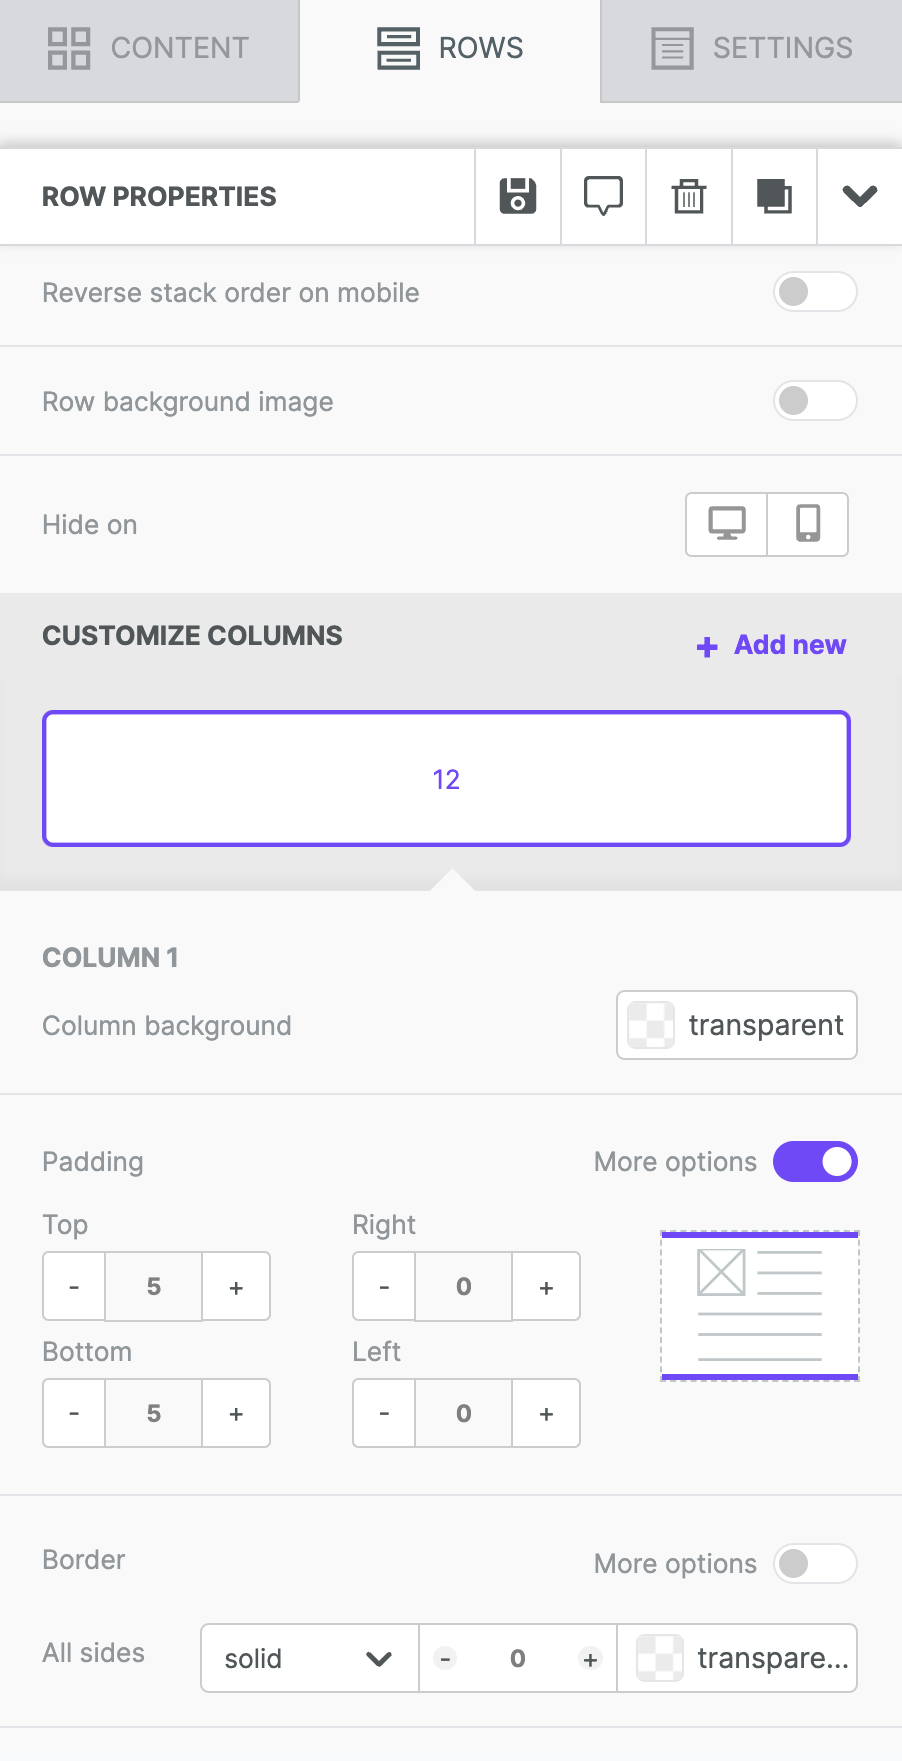 CONTENT ROWS SETTINGS
ROW PROPERTIES
Reverse stack order on mobile
Row background image
Hide on
CUSTOMIZE COLUMNS
+ Add new
12
COLUMN 1
Column background transparent
Padding More options
Top Right
- 5 + - 0 +
Bottom Left
- 5 + - 0 +
Border More options
All sides solid - 0 + transpare...